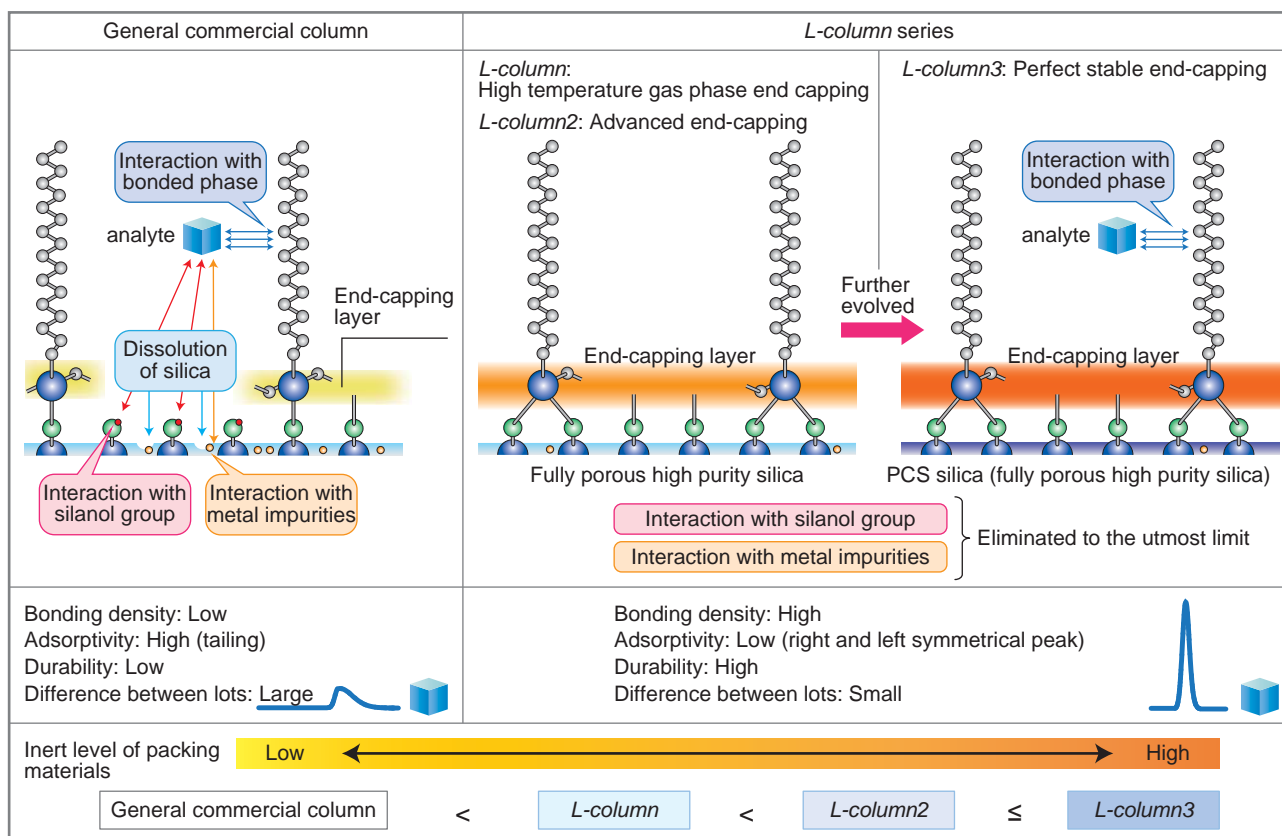 General commercial column
L-column series
Interaction with
bonded phase
analyte
End-capping
layer
Dissolution
of silica
Interaction with
silanol group
Interaction with
metal impurities
L-column:
High temperature gas phase end capping
L-column2: Advanced end-capping
End-capping layer
Fully porous high purity silica
Further
evolved
L-column3: Perfect stable end-capping
Interaction with
bonded phase
analyte
End-capping layer
PCS silica (fully porous high purity silica)
Interaction with silanol group
Interaction with metal impurities
Eliminated to the utmost limit
Bonding density: Low
Adsorptivity: High (tailing)
Durability: Low
Difference between lots: Large
Bonding density: High
Adsorptivity: Low (right and left symmetrical peak)
Durability: High
Difference between lots: Small
Inert level of packing
materials
Low
High
General commercial column < L-column < L-column2 ≤ L-column3